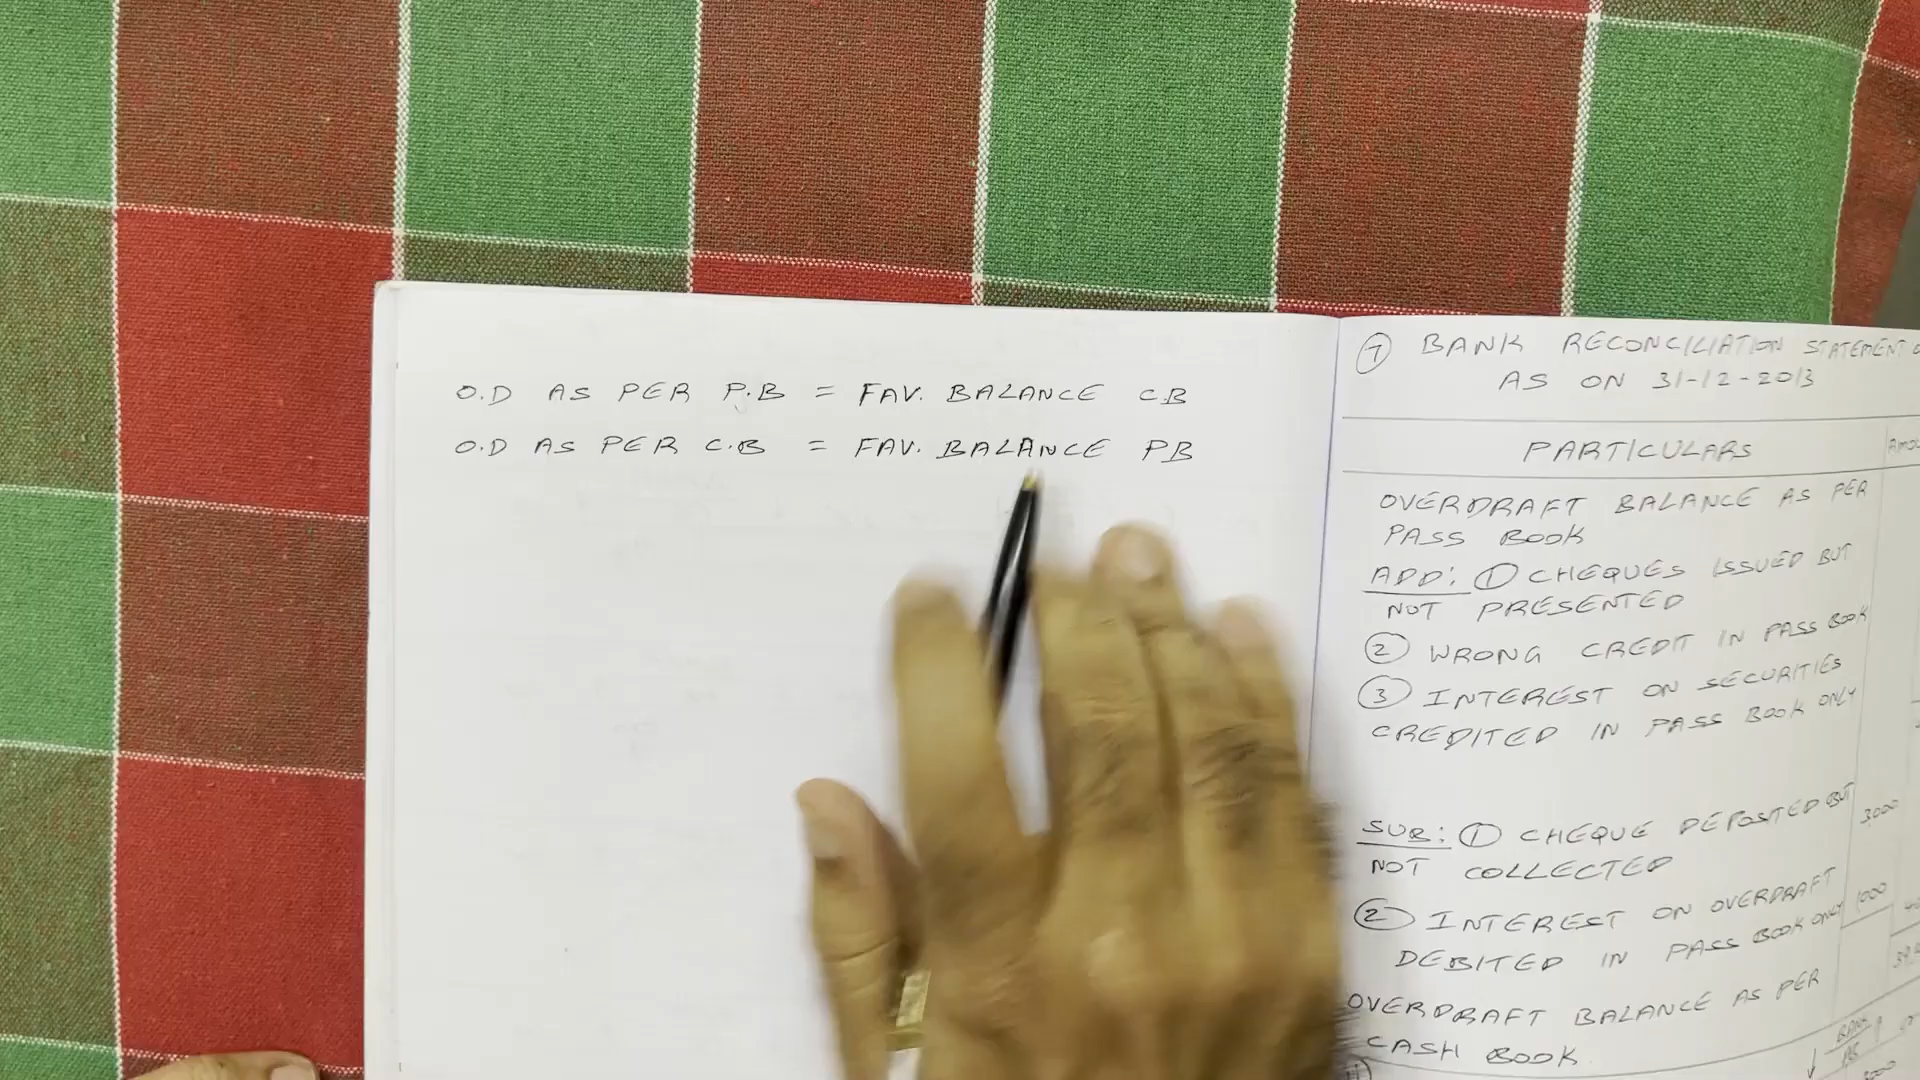 O.D AS PER P.B = FAV. BALANCE C.B
O.D AS PER C.B = FAV. BALANCE PB
7 BANK RECONCILIATION STATEMENT
AS ON 31-12-2013
PARTICULARS
OVERDRAFT BALANCE AS PER
PASS BOOK
ADD: 1 CHEQUES ISSUED BUT
NOT PRESENTED
2 WRONG CREDIT IN PASS BOOK
3 INTEREST ON SECURITIES
CREDITED IN PASS BOOK ONLY
SUB: 1 CHEQUE DEPOSITED BUT 3,000
NOT COLLECTED
2 INTEREST ON OVERDRAFT 1000
DEBITED IN PASS BOOK ONLY
OVERDRAFT BALANCE AS PER
CASH BOOK
BANK